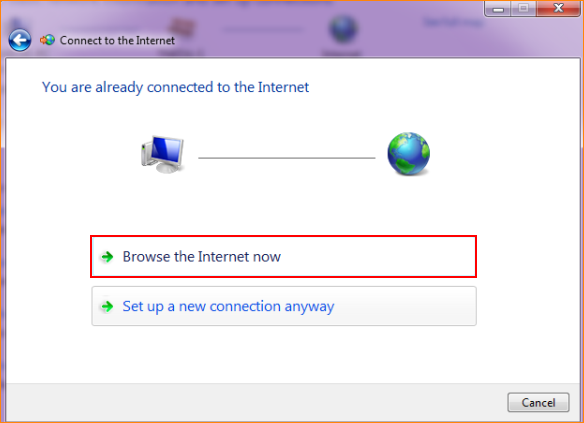 Connect to the Internet
You are already connected to the Internet
Browse the Internet now
Set up a new connection anyway
Cancel